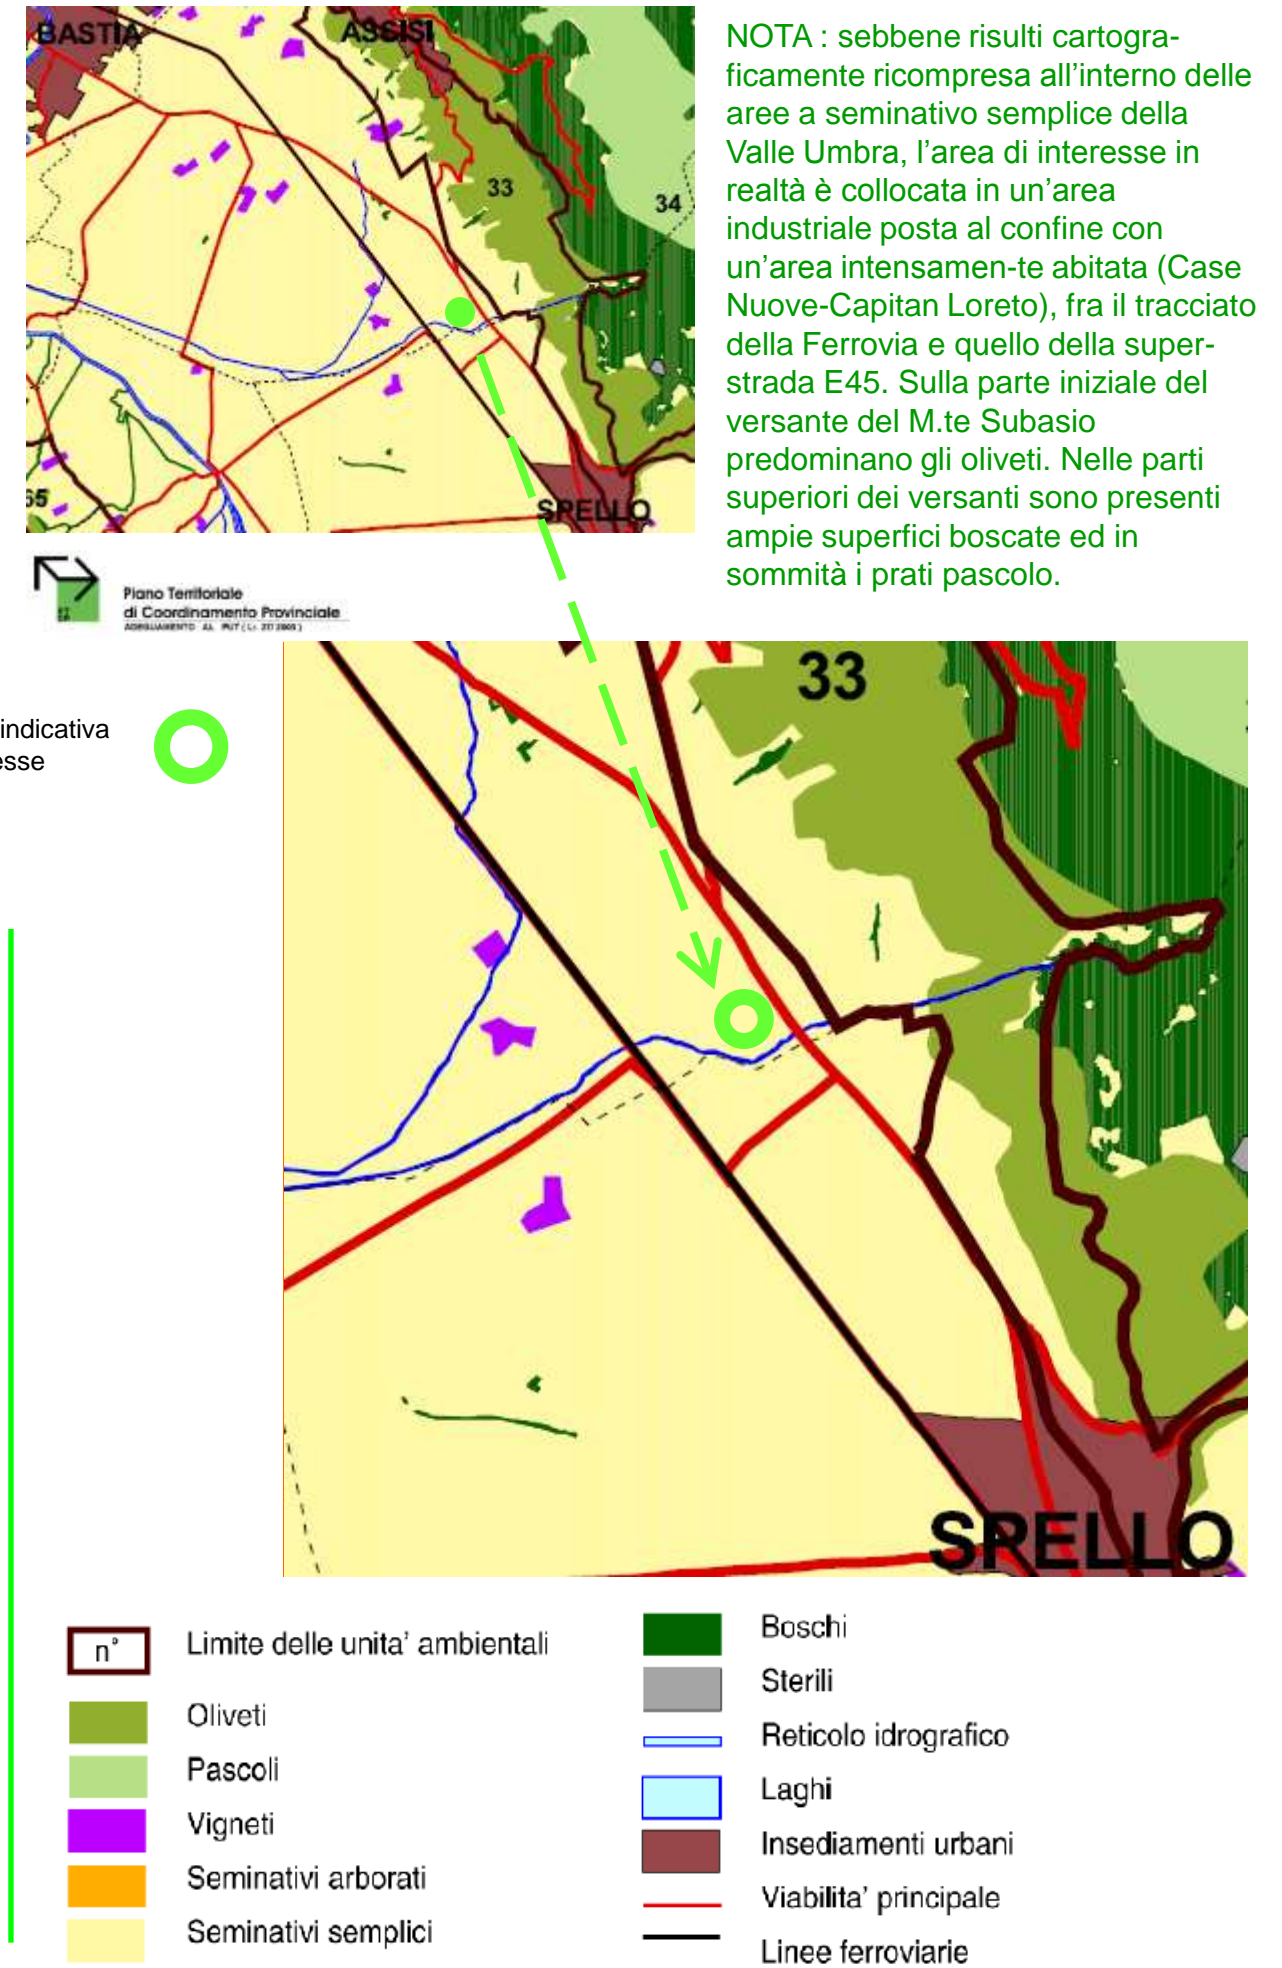 BASTIA
ASSISI
33
34
65
SPELLO
NOTA : sebbene risulti cartogra-
ficamente ricompresa all’interno delle
aree a seminativo semplice della
Valle Umbra, l’area di interesse in
realtà è collocata in un’area
industriale posta al confine con
un’area intensamen-te abitata (Case
Nuove-Capitan Loreto), fra il tracciato
della Ferrovia e quello della super-
strada E45. Sulla parte iniziale del
versante del M.te Subasio
predominano gli oliveti. Nelle parti
superiori dei versanti sono presenti
ampie superfici boscate ed in
sommità i prati pascolo.
Piano Territoriale
di Coordinamento Provinciale
ADEGUAMENTO AL PUT
indicativa
esse
33
SPELLO
n° Limite delle unita’ ambientali
Oliveti
Pascoli
Vigneti
Seminativi arborati
Seminativi semplici
Boschi
Sterili
Reticolo idrografico
Laghi
Insediamenti urbani
Viabilita’ principale
Linee ferroviarie